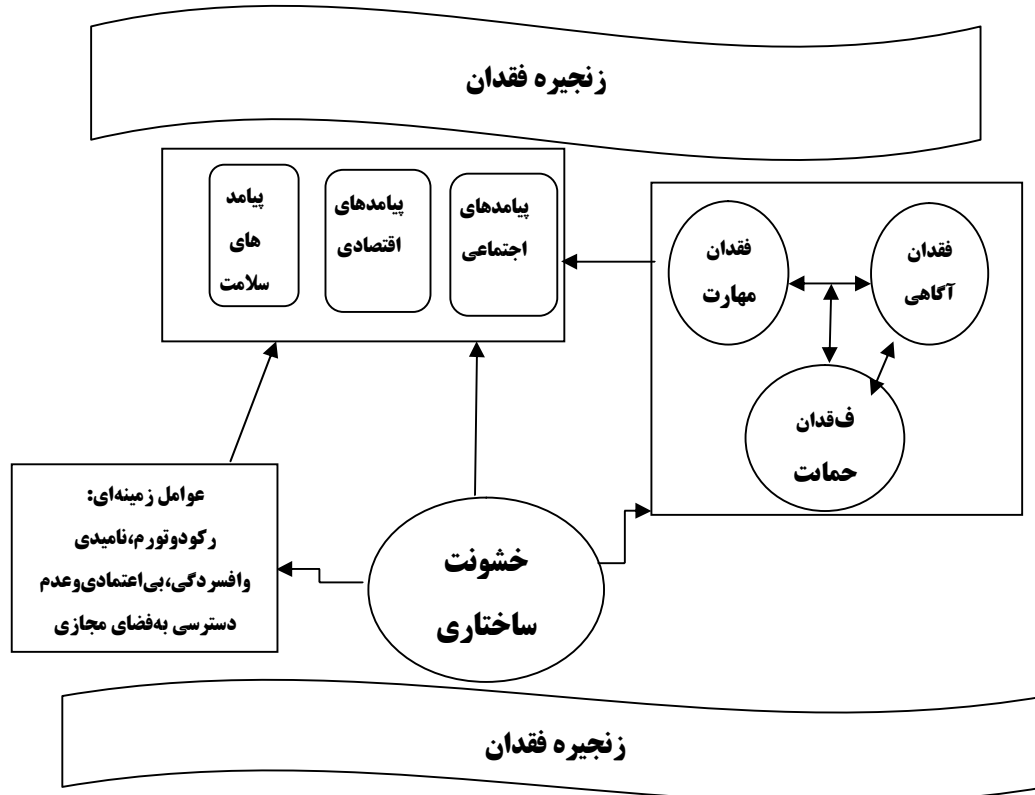 زنجیره فقدان
پیامدهای
اجتماعی
پیامدهای
اقتصادی
پیامد
های
سلامت
فقدان
آگاهی
فقدان
مهارت
فقدان
حمایت
عوامل زمینه‌ای:
رکودوتورم،نامیدی
وافسردگی،بی‌اعتمادی‌وعدم
دسترسی به‌فضای مجازی
خشونت
ساختاری
زنجیره فقدان